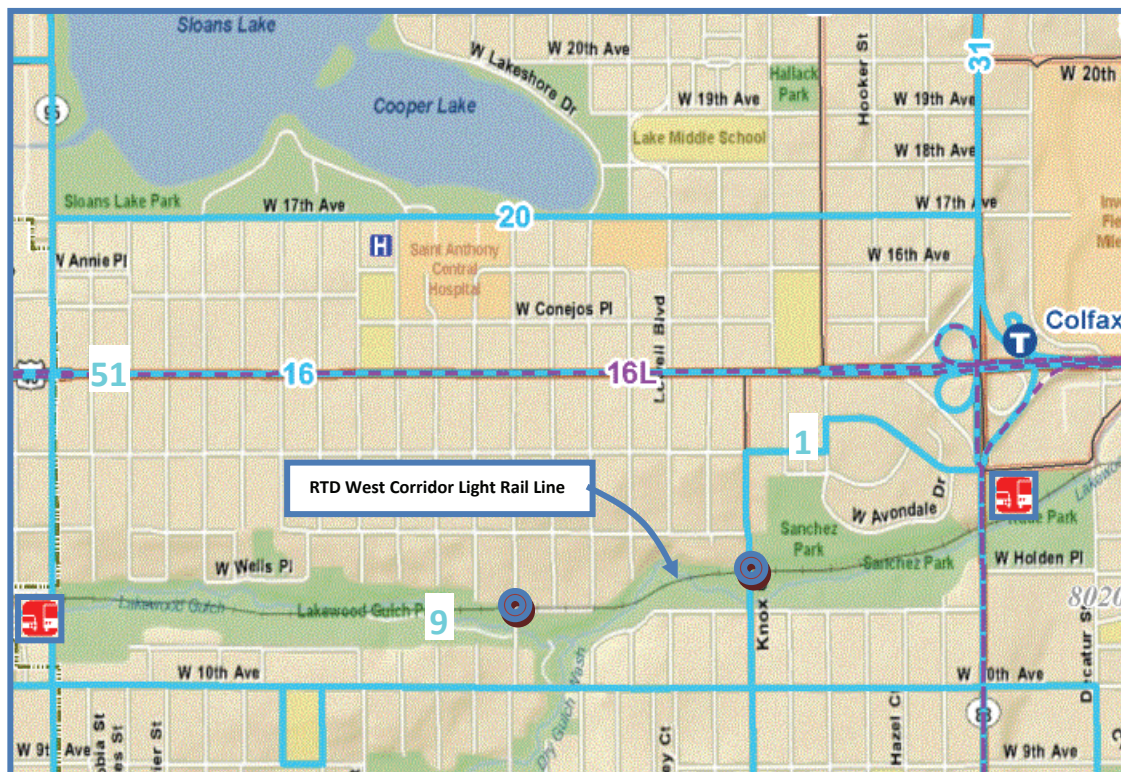 Sloans Lake
W 20th Ave
W Lakeshore Dr
31
W 20th
Hooker St
Hallack
Park
Cooper Lake
W 19th Ave
W 19th Ave
95
Lake Middle School
W 18th Ave
Sloans Lake Park
W 17th Ave
20
W 17th Ave
H
Saint Anthony
Central
Hospital
W 16th Ave
W Annie Pl
W Conejos Pl
Lowell Blvd
T
Colfax
51
16
16L
1
RTD West Corridor Light Rail Line
W Avondale Dr
Sanchez
Park
Sanchez Park
W Holden Pl
W Wells Pl
Lakewood Gulch
9
Knox
W 10th Ave
Dry Gulch Wash
Decatur St
Hazel Ct
W 9th Ave
W 9th Ave